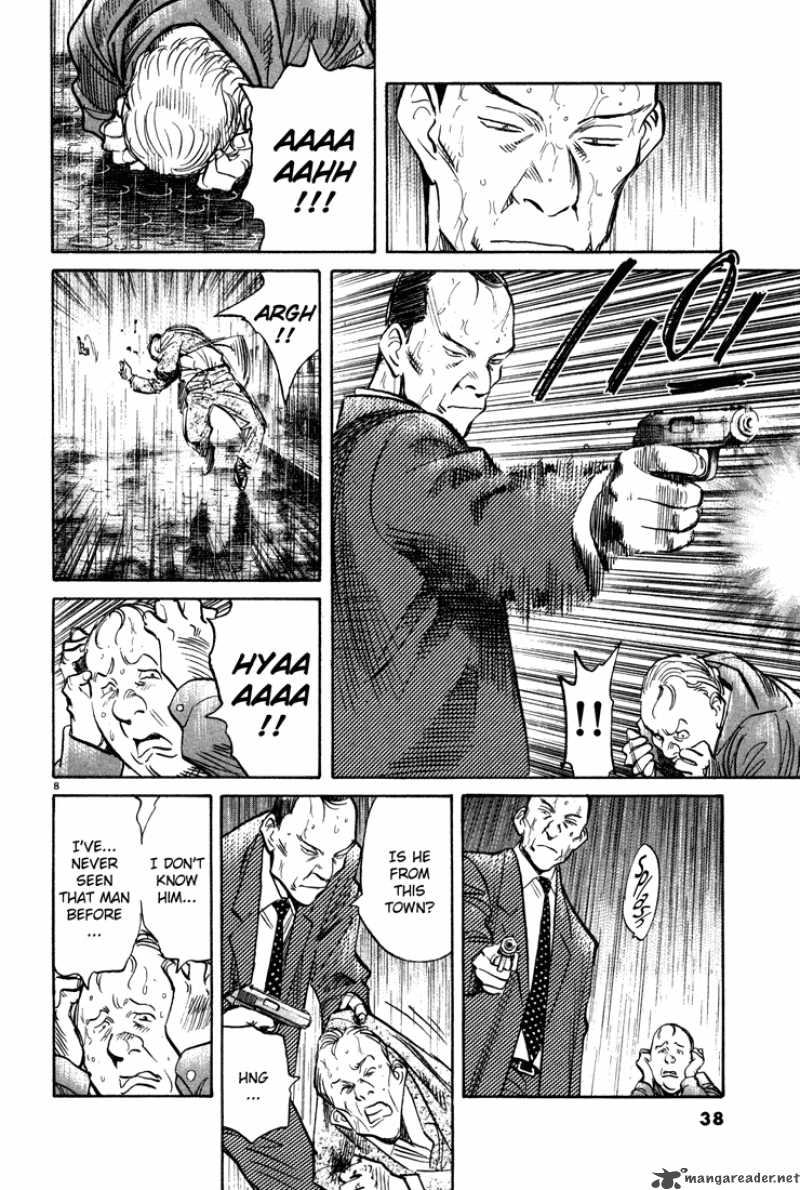 AAAA
AAHH
!!!
ARGH
!!
!!
HYAA
AAAA
!!
8
IS HE
FROM
THIS
TOWN?
HNG
...
I DON'T
KNOW
HIM...
I'VE...
NEVER
SEEN
THAT MAN
BEFORE
...
38
mangareader.net